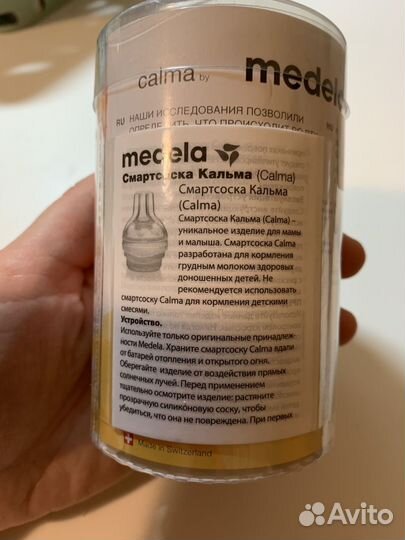 calma by medela
RU НАШИ ИССЛЕДОВАНИЯ ПОЗВОЛИЛИ
ОПРЕДЕЛИТЬ, ЧТО ПРОИСХОДИТ ВО
medela
Смартсоска Кальма (Calma)
Смартсоска Кальма
(Calma)
Смартсоска Кальма (Calma) –
уникальное изделие для мамы
и малыша. Смартсоска Calma
разработана для кормления
грудным молоком здоровых
доношенных детей. Не
рекомендуется использовать
смартсоску Calma для кормления детскими
смесями.
Устройство.
Используйте только оригинальные принадлеж-
ности Medela. Храните смартсоску Calma вдали
от батарей отопления и открытого огня.
Оберегайте изделие от воздействия прямых
солнечных лучей. Перед применением
тщательно осмотрите изделие: растяните
прозрачную силиконовую соску, чтобы
убедиться, что она не повреждена. При первых
Made in Switzerland
Avito